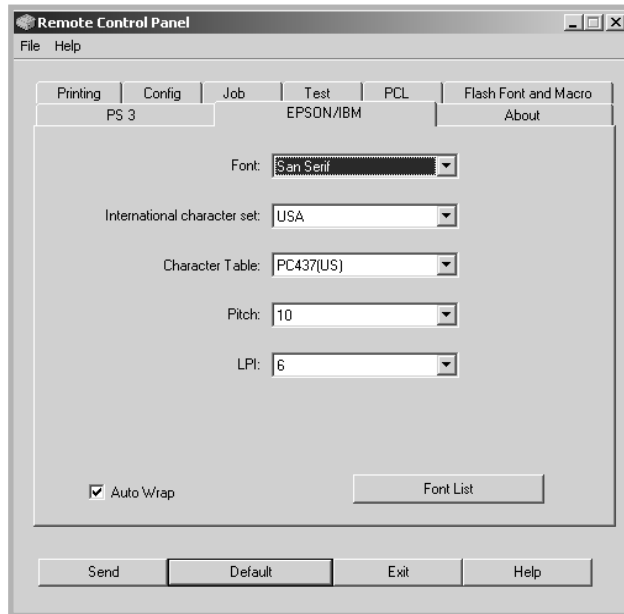 Remote Control Panel
File Help
Printing Config Job Test PCL Flash Font and Macro
PS 3 EPSON/IBM About
Font: San Serif
International character set: USA
Character Table: PC437(US)
Pitch: 10
LPI: 6
Auto Wrap Font List
Send Default Exit Help